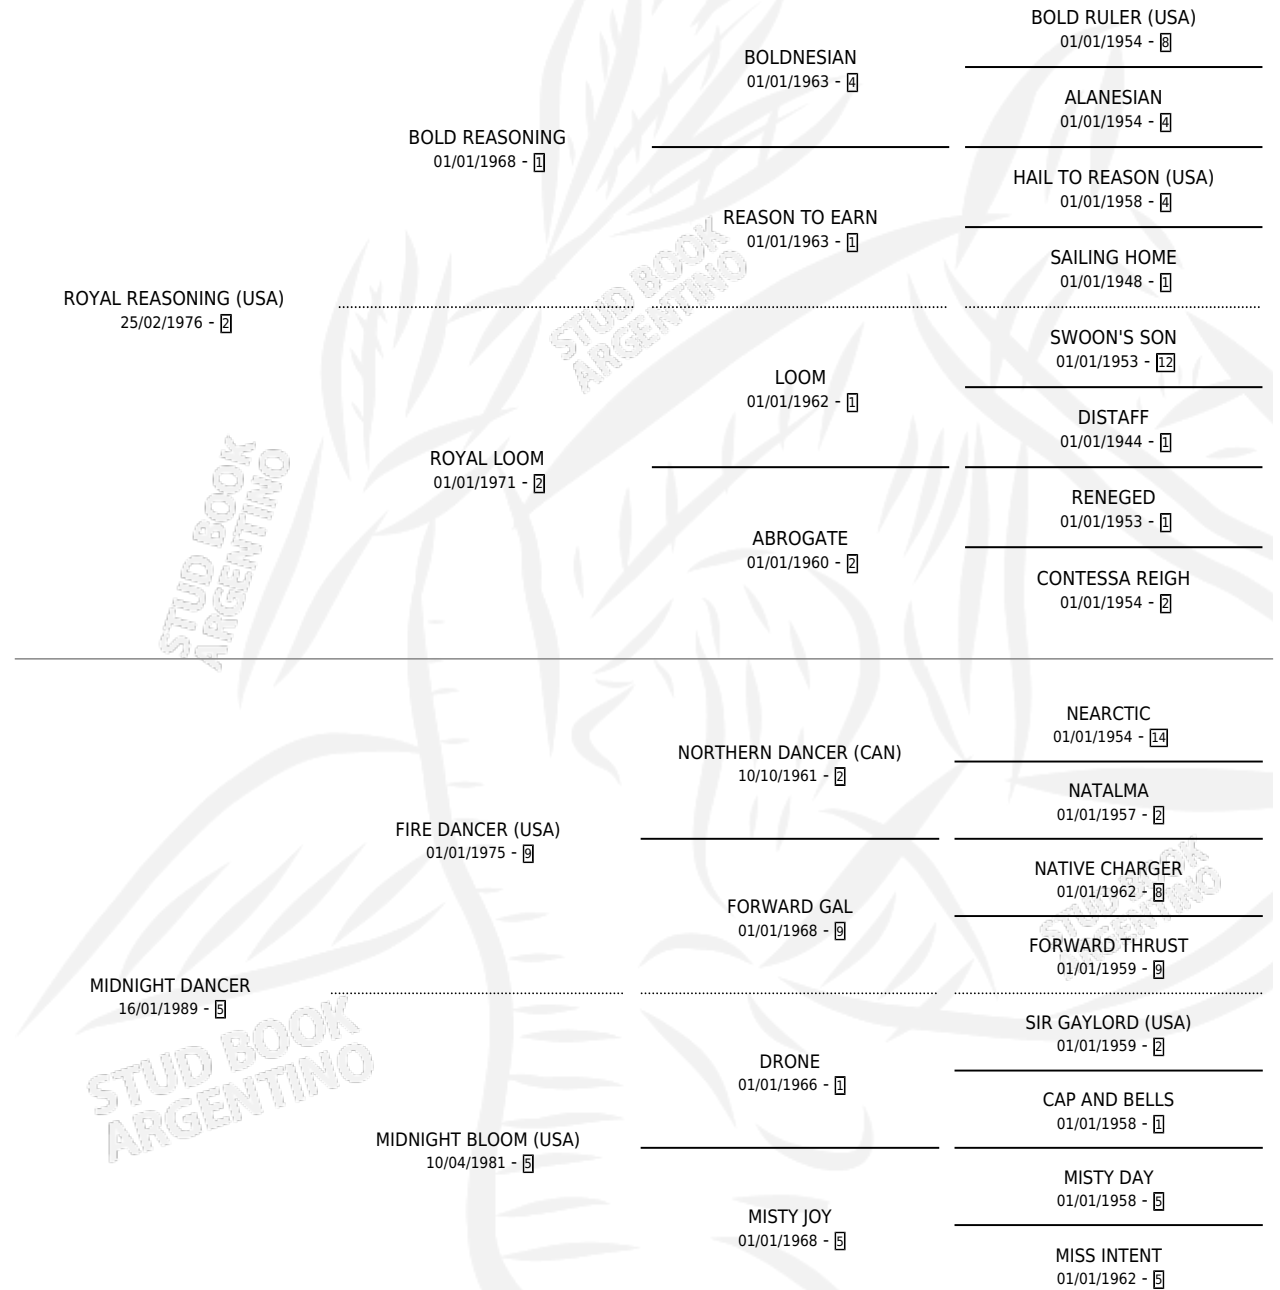 BOLD RULER (USA)
01/01/1954 - 8
BOLDNESIAN
01/01/1963 - 4
ALANESIAN
01/01/1954 - 4
BOLD REASONING
01/01/1968 - 1
HAIL TO REASON (USA)
01/01/1958 - 4
REASON TO EARN
01/01/1963 - 1
SAILING HOME
01/01/1948 - 1
ROYAL REASONING (USA)
25/02/1976 - 2
STUD BOOK
ARGENTINO
SWOON'S SON
01/01/1953 - 12
LOOM
01/01/1962 - 1
DISTAFF
01/01/1944 - 1
ROYAL LOOM
01/01/1971 - 2
RENEGED
01/01/1953 - 1
ABROGATE
01/01/1960 - 2
CONTESSA REIGH
01/01/1954 - 2
STUD BOOK
ARGENTINO
NEARCTIC
01/01/1954 - 14
NORTHERN DANCER (CAN)
10/10/1961 - 2
NATALMA
01/01/1957 - 2
FIRE DANCER (USA)
01/01/1975 - 9
NATIVE CHARGER
01/01/1962 - 8
FORWARD GAL
01/01/1968 - 9
FORWARD THRUST
01/01/1959 - 9
STUD BOOK
ARGENTINO
MIDNIGHT DANCER
16/01/1989 - 5
SIR GAYLORD (USA)
01/01/1959 - 2
DRONE
01/01/1966 - 1
CAP AND BELLS
01/01/1958 - 1
STUD BOOK
ARGENTINO
MIDNIGHT BLOOM (USA)
10/04/1981 - 5
MISTY DAY
01/01/1958 - 5
MISTY JOY
01/01/1968 - 5
MISS INTENT
01/01/1962 - 5